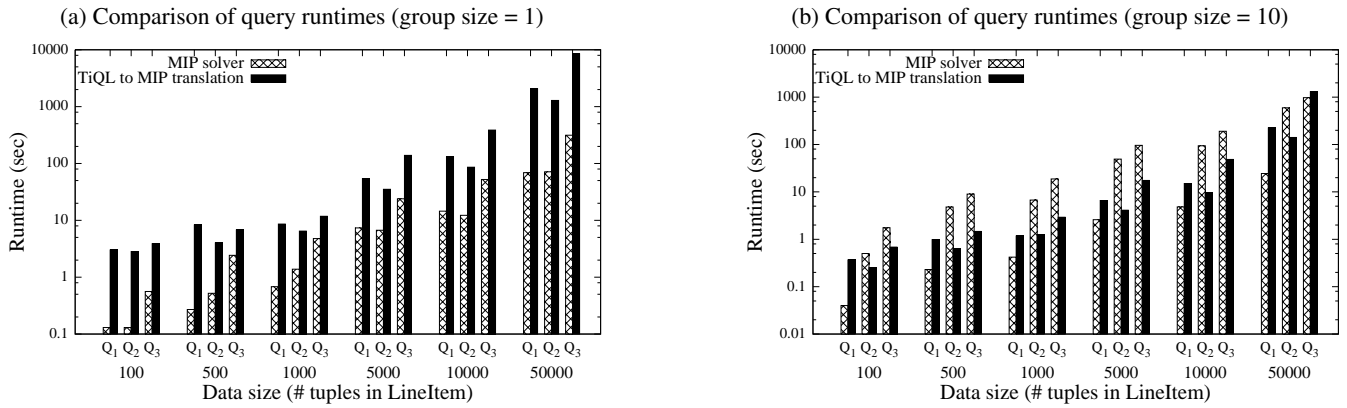 (a) Comparison of query runtimes (group size = 1)
10000
1000
100
10
1
0.1
Runtime (sec)
MIP solver
TiQL to MIP translation
Q1 Q2 Q3 Q1 Q2 Q3 Q1 Q2 Q3 Q1 Q2 Q3 Q1 Q2 Q3 Q1 Q2 Q3
100 500 1000 5000 10000 50000
Data size (# tuples in LineItem)
(b) Comparison of query runtimes (group size = 10)
10000
1000
100
10
1
0.1
0.01
Runtime (sec)
MIP solver
TiQL to MIP translation
Q1 Q2 Q3 Q1 Q2 Q3 Q1 Q2 Q3 Q1 Q2 Q3 Q1 Q2 Q3 Q1 Q2 Q3
100 500 1000 5000 10000 50000
Data size (# tuples in LineItem)